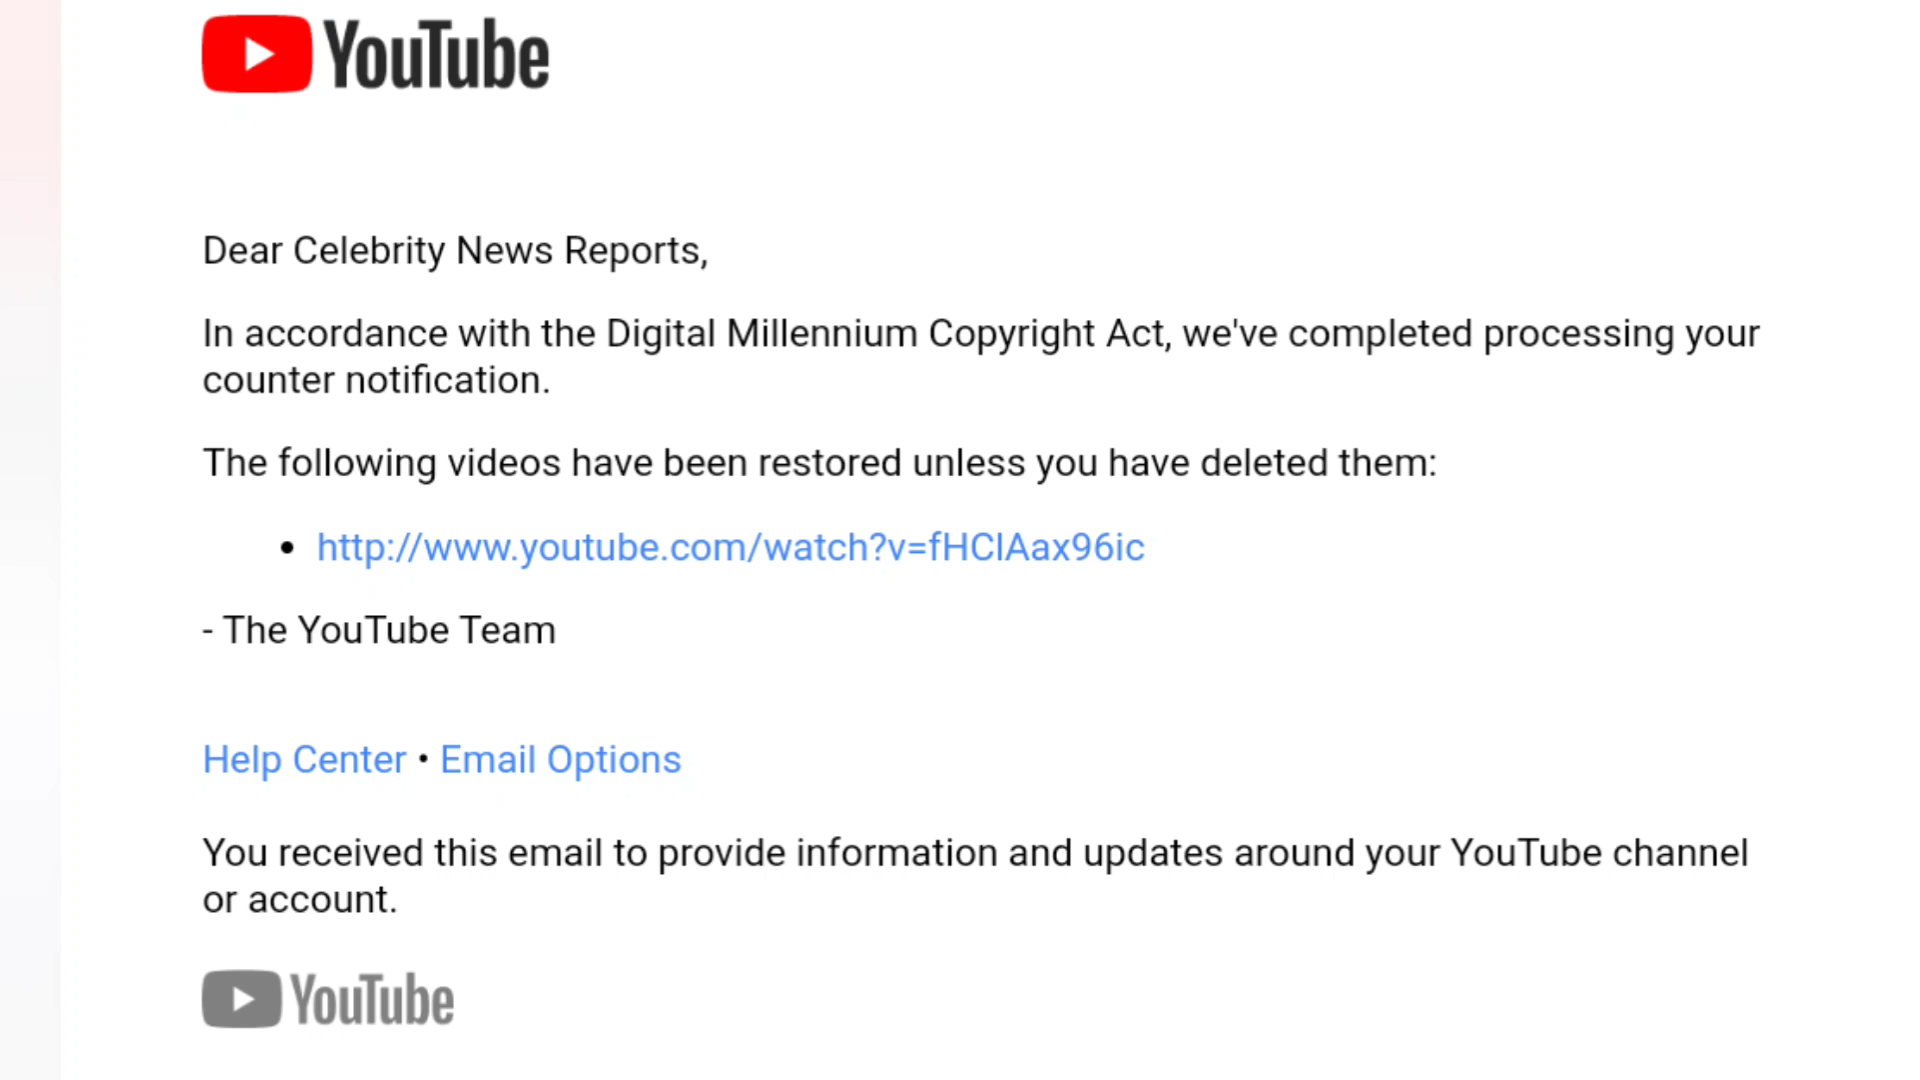 YouTube
Dear Celebrity News Reports,
In accordance with the Digital Millennium Copyright Act, we've completed processing your
counter notification.
The following videos have been restored unless you have deleted them:
• http://www.youtube.com/watch?v=fHClAax96ic
- The YouTube Team
Help Center • Email Options
You received this email to provide information and updates around your YouTube channel
or account.
YouTube